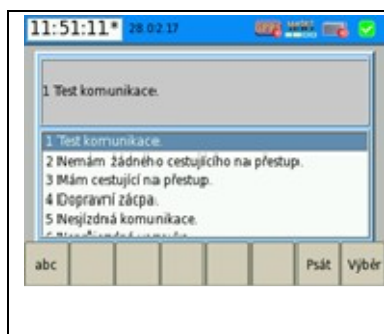 11:51:11* 28.02.17
1 Test komunikace.
1 Test komunikace.
2 Nemám žádného cestujícího na přestup.
3 Mám cestující na přestup.
4 Dopravní zácpa.
5 Nesjízdná komunikace.
abc Psát Výběr